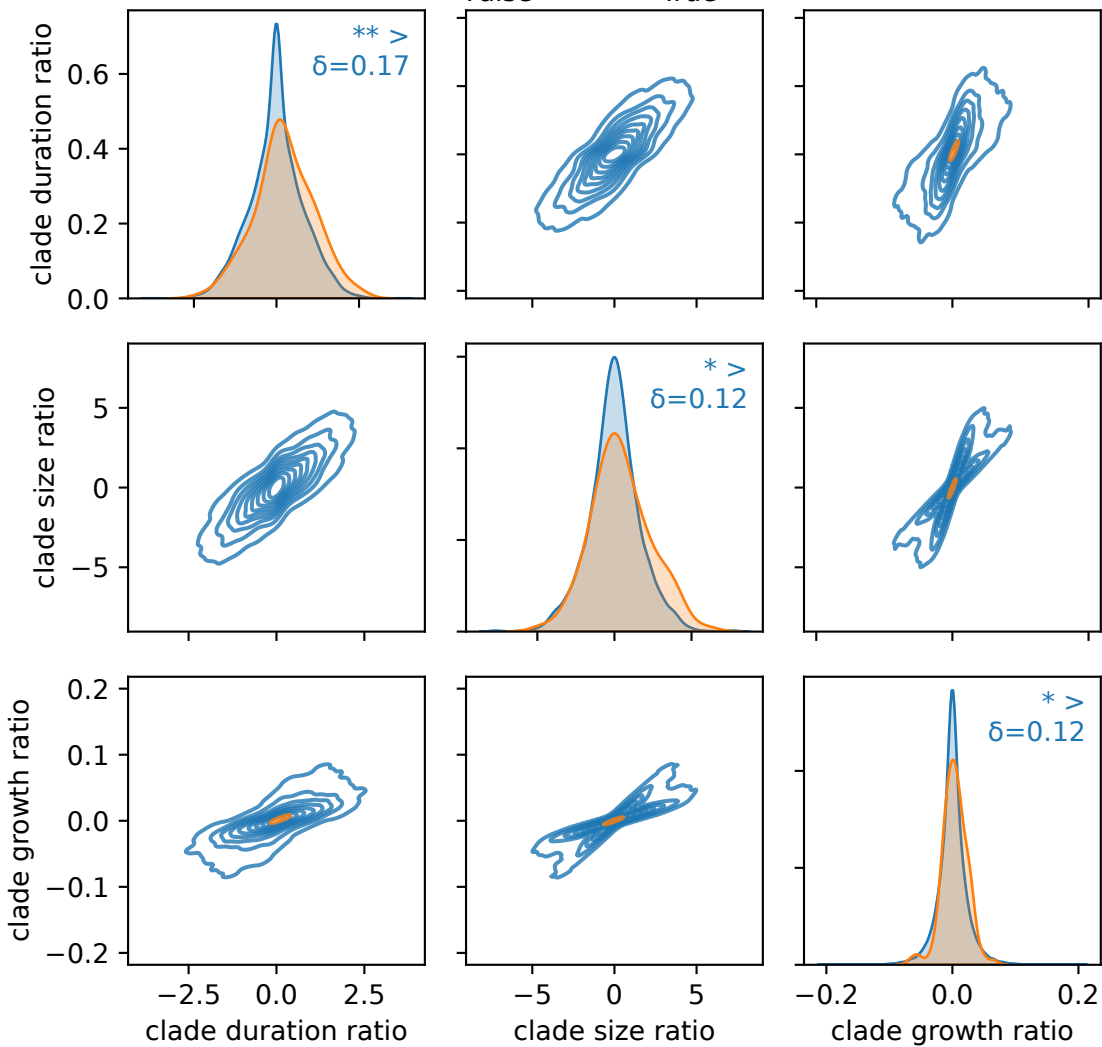 clade duration ratio
0.6
0.4
0.2
0.0
** >
δ=0.17
clade size ratio
5
0
−5
* >
δ=0.12
clade growth ratio
0.2
0.1
0.0
−0.1
−0.2
* >
δ=0.12
−2.5 0.0 2.5
−5 0 5
−0.2 0.0 0.2
clade duration ratio
clade size ratio
clade growth ratio